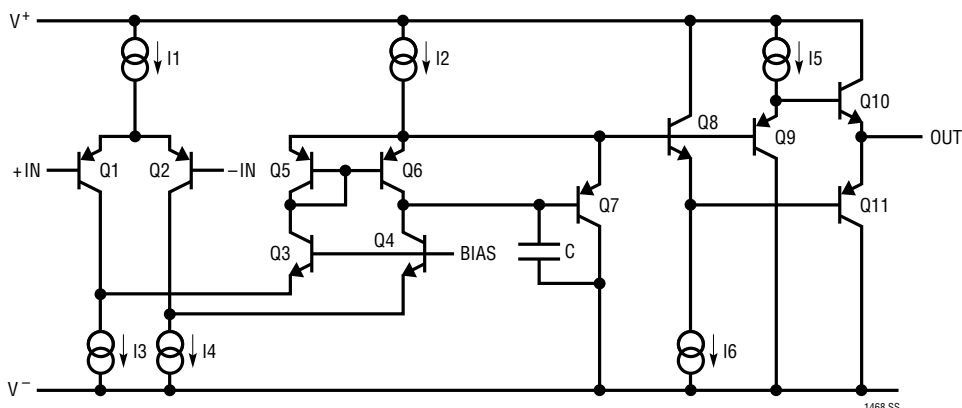 V+
I1
I2
I5
Q10
Q8
Q9
OUT
+IN
Q1
Q2
−IN
Q5
Q6
Q7
Q11
Q3
Q4
BIAS
C
I3
I4
I6
V−
1468 SS